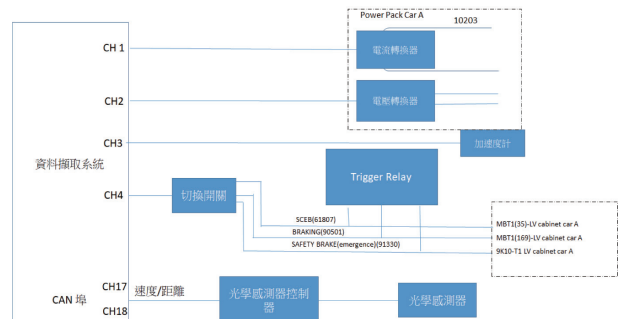 Power Pack Car A
10203
CH 1
電流轉換器
CH2
電壓轉換器
CH3
加速度計
資料擷取系統
Trigger Relay
CH4
切換開關
SCEB(61807)
MBT1(35)-LV cabinet car A
BRAKING(90501)
MBT1(169)-LV cabinet car A
SAFETY BRAKE(emergence)(91330)
9K10-T1 LV cabinet car A
CH17
速度/距離
光學感測器控制
器
光學感測器
CAN 埠
CH18